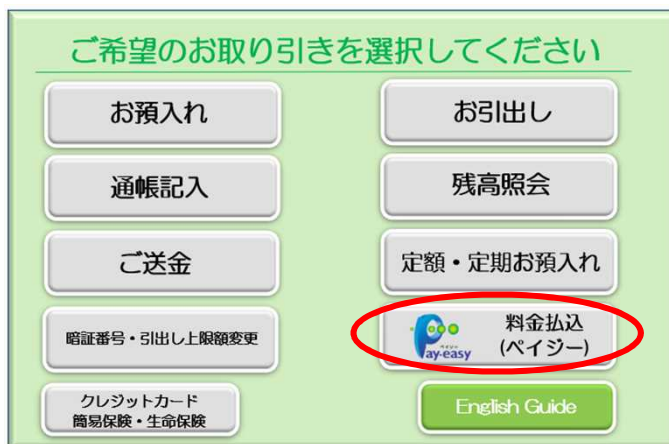 ご希望のお取り引きを選択してください
お預入れ
お引出し
通帳記入
残高照会
ご送金
定額・定期お預入れ
暗証番号・引出し上限額変更
ペイジー
Pay-easy
料金払込
(ペイジー)
クレジットカード
簡易保険・生命保険
English Guide